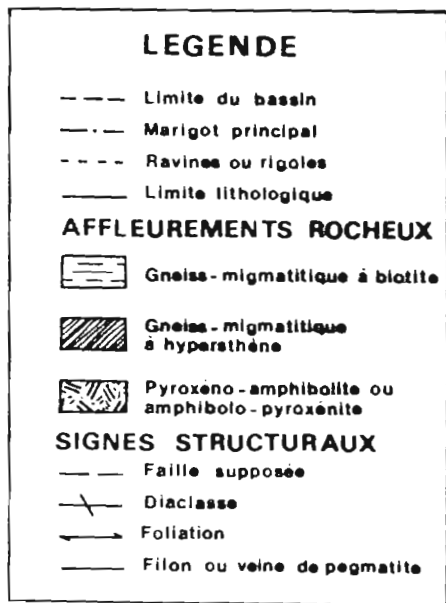 LEGENDE
Limite du bassin
Marigot principal
Ravines ou rigoles
Limite lithologique
AFFLEUREMENTS ROCHEUX
Gneiss-migmatitique à biotite
Gneiss-migmatitique
à hypersthène
Pyroxéno-amphibolite ou
amphibolo-pyroxénite
SIGNES STRUCTURAUX
Faille supposée
Diaclasse
Foliation
Filon ou veine de pegmatite